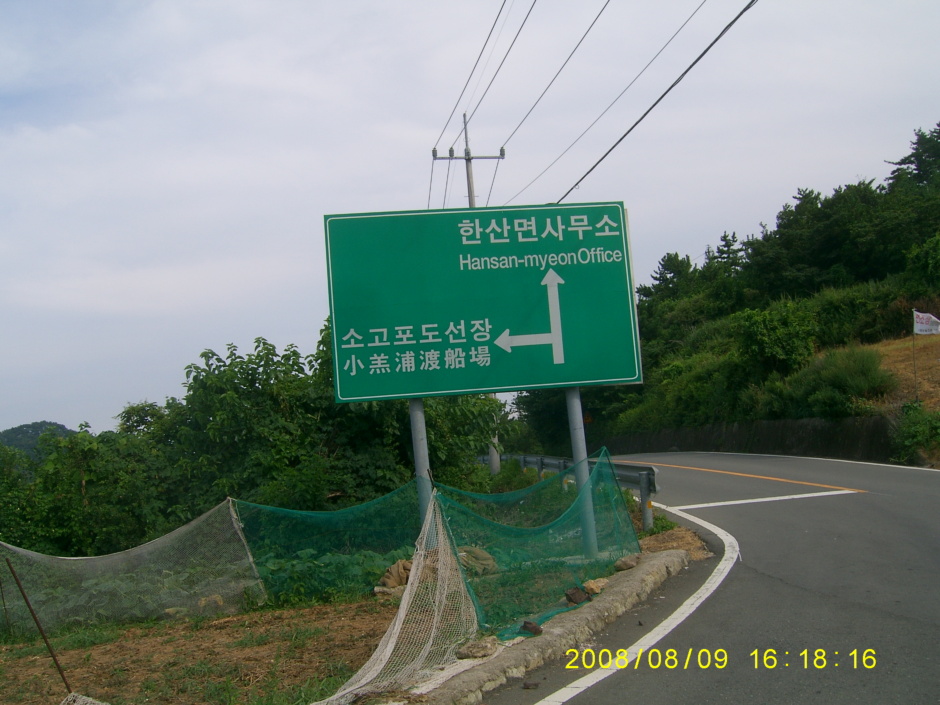 한산면사무소
Hansan-myeonOffice
소고포도선장
小羔浦渡船場
2008/08/09 16:18:16